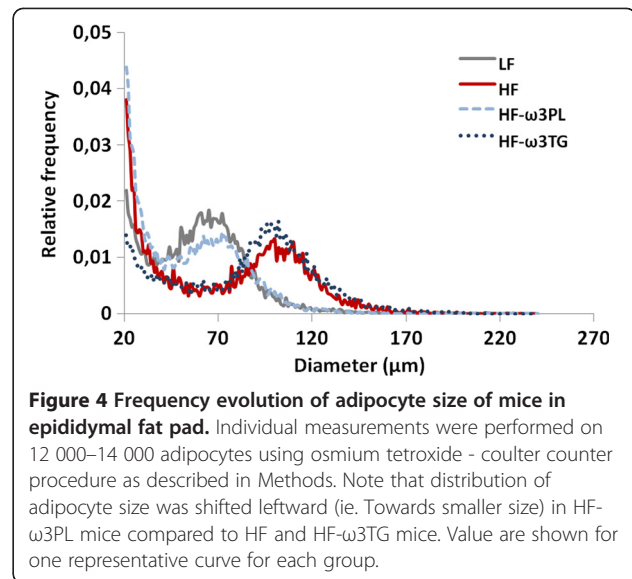 0,05
0,04
0,03
0,02
0,01
0
Relative frequency
LF
HF
HF-ω3PL
HF-ω3TG
20 70 120 170 220 270
Diameter (µm)
Figure 4 Frequency evolution of adipocyte size of mice in
epididymal fat pad. Individual measurements were performed on
12 000–14 000 adipocytes using osmium tetroxide - coulter counter
procedure as described in Methods. Note that distribution of
adipocyte size was shifted leftward (ie. Towards smaller size) in HF-
ω3PL mice compared to HF and HF-ω3TG mice. Value are shown for
one representative curve for each group.